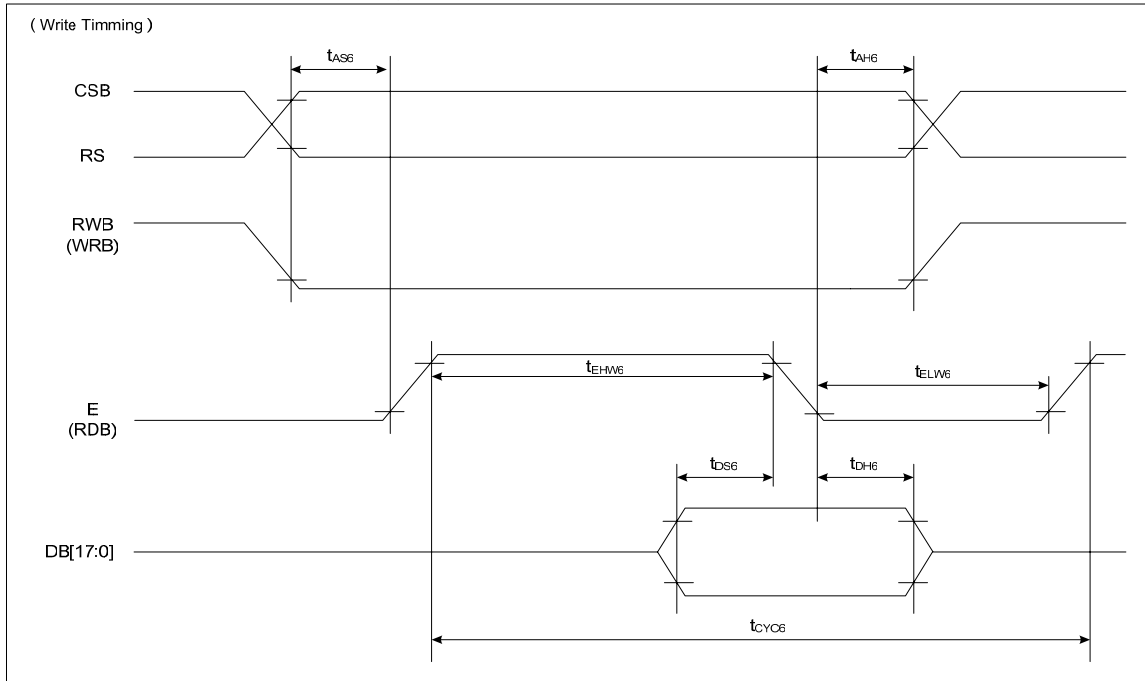 ( Write Timming )
tAS6
tAH6
CSB
RS
RWB
(WRB)
tEHW6
tELW6
E
(RDB)
tDS6
tDH6
DB[17:0]
tCYC6